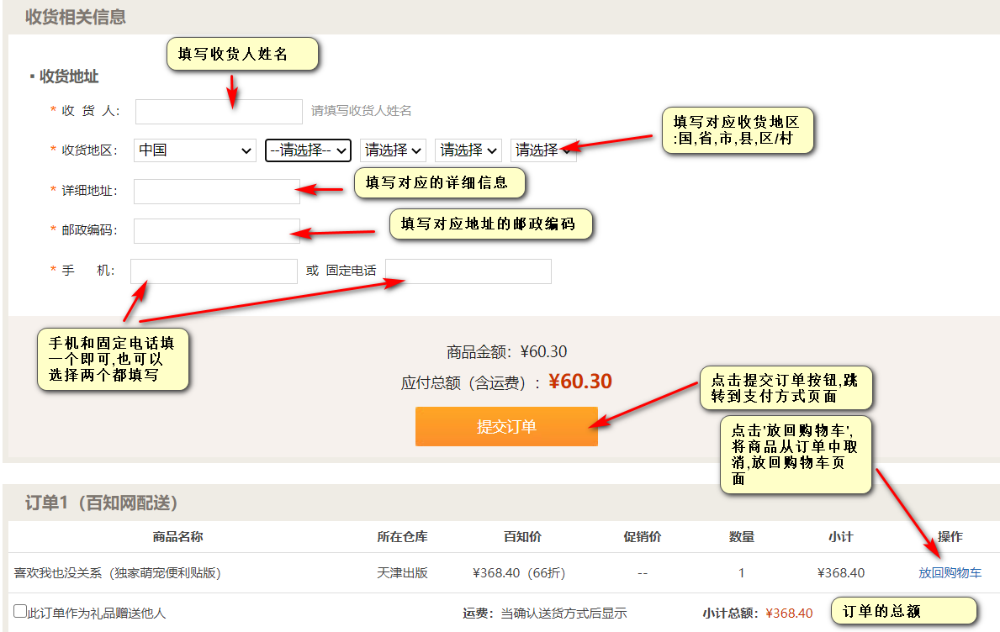 收货相关信息
填写收货人姓名
▪ 收货地址
* 收 货 人: 请填写收货人姓名
填写对应收货地区
:国,省,市,县,区/村
* 收货地区: 中国 --请选择-- 请选择 请选择 请选择
填写对应的详细信息
* 详细地址:
填写对应地址的邮政编码
* 邮政编码:
* 手 机: 或 固定电话
手机和固定电话填
一个即可,也可以
选择两个都填写
商品金额: ¥60.30
应付总额（含运费）: ¥60.30
点击提交订单按钮,跳
转到支付方式页面
提交订单
点击'放回购物车',
将商品从订单中取
消,放回购物车页
面
订单1（百知网配送）
商品名称 所在仓库 百知价 促销价 数量 小计 操作
喜欢我也没关系（独家萌宠便利贴版） 天津出版 ¥368.40（66折） -- 1 ¥368.40 放回购物车
此订单作为礼品赠送他人 运费: 当确认送货方式后显示 小计总额: ¥368.40
订单的总额